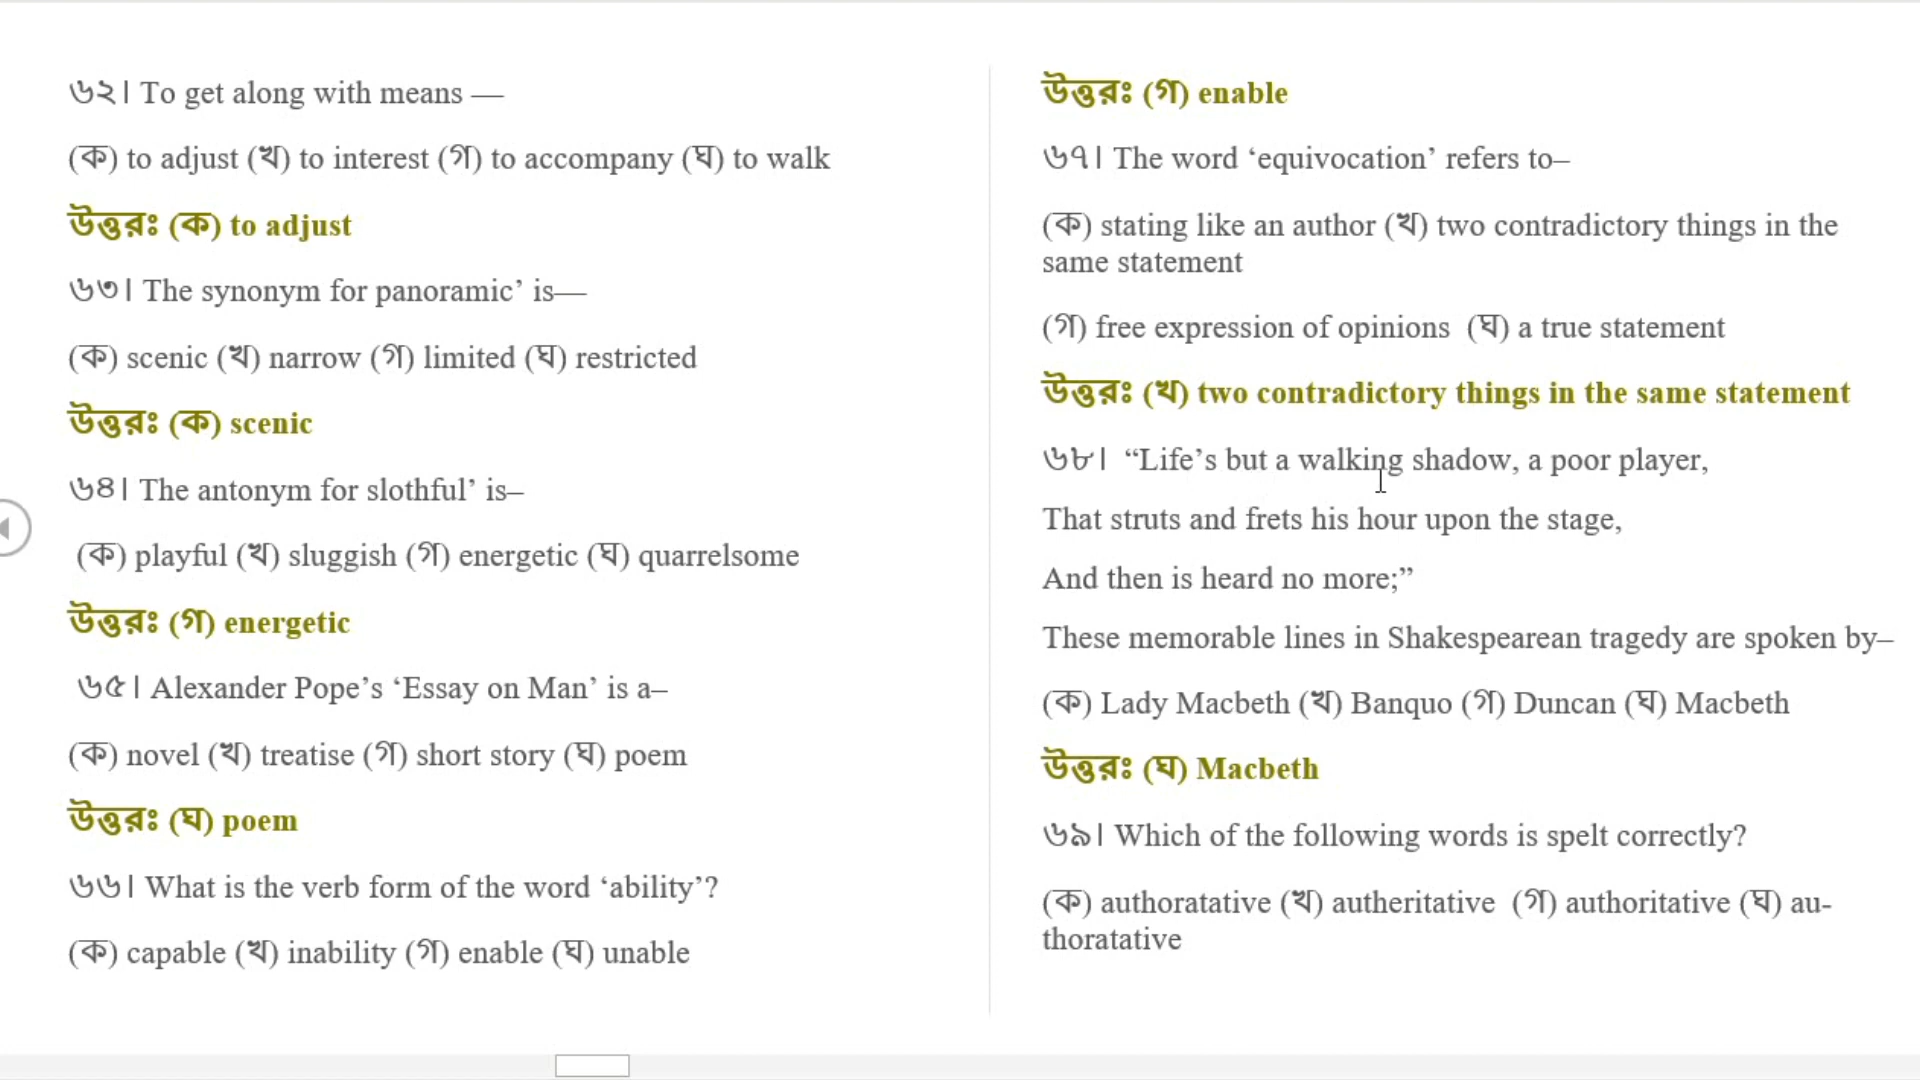 ৬২। To get along with means —
(ক) to adjust (খ) to interest (গ) to accompany (ঘ) to walk
উত্তরঃ (ক) to adjust
৬৩। The synonym for panoramic’ is—
(ক) scenic (খ) narrow (গ) limited (ঘ) restricted
উত্তরঃ (ক) scenic
৬৪। The antonym for slothful’ is–
(ক) playful (খ) sluggish (গ) energetic (ঘ) quarrelsome
উত্তরঃ (গ) energetic
৬৫। Alexander Pope’s ‘Essay on Man’ is a–
(ক) novel (খ) treatise (গ) short story (ঘ) poem
উত্তরঃ (ঘ) poem
৬৬। What is the verb form of the word ‘ability’?
(ক) capable (খ) inability (গ) enable (ঘ) unable
উত্তরঃ (গ) enable
৬৭। The word ‘equivocation’ refers to–
(ক) stating like an author (খ) two contradictory things in the
same statement
(গ) free expression of opinions (ঘ) a true statement
উত্তরঃ (খ) two contradictory things in the same statement
৬৮। “Life’s but a walking shadow, a poor player,
That struts and frets his hour upon the stage,
And then is heard no more;”
These memorable lines in Shakespearean tragedy are spoken by–
(ক) Lady Macbeth (খ) Banquo (গ) Duncan (ঘ) Macbeth
উত্তরঃ (ঘ) Macbeth
৬৯। Which of the following words is spelt correctly?
(ক) authoratative (খ) autheritative (গ) authoritative (ঘ) au-
thoratative